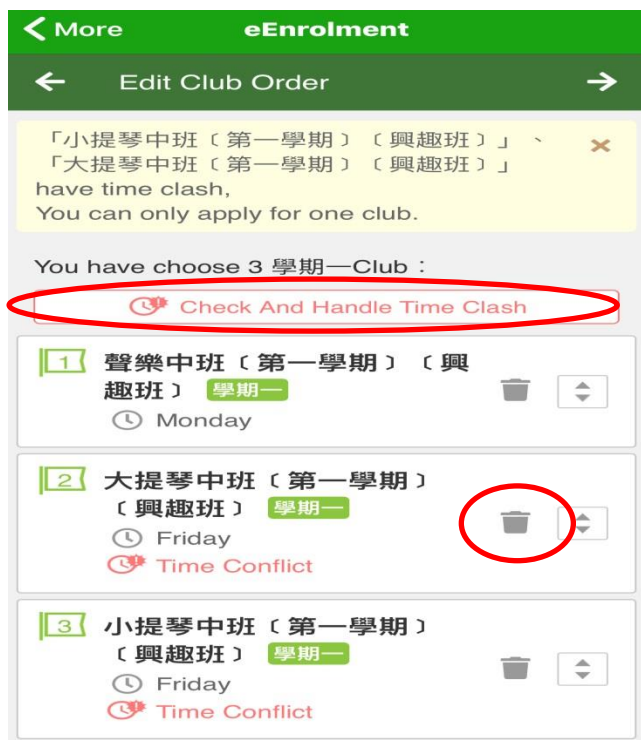 More eEnrolment
Edit Club Order
「小提琴中班﹝第一學期﹞﹝興趣班﹞」、
「大提琴中班﹝第一學期﹞﹝興趣班﹞」
have time clash,
You can only apply for one club.
You have choose 3 學期一Club：
Check And Handle Time Clash
1 聲樂中班﹝第一學期﹞﹝興
趣班﹞ 學期一
Monday
2 大提琴中班﹝第一學期﹞
﹝興趣班﹞ 學期一
Friday
Time Conflict
3 小提琴中班﹝第一學期﹞
﹝興趣班﹞ 學期一
Friday
Time Conflict